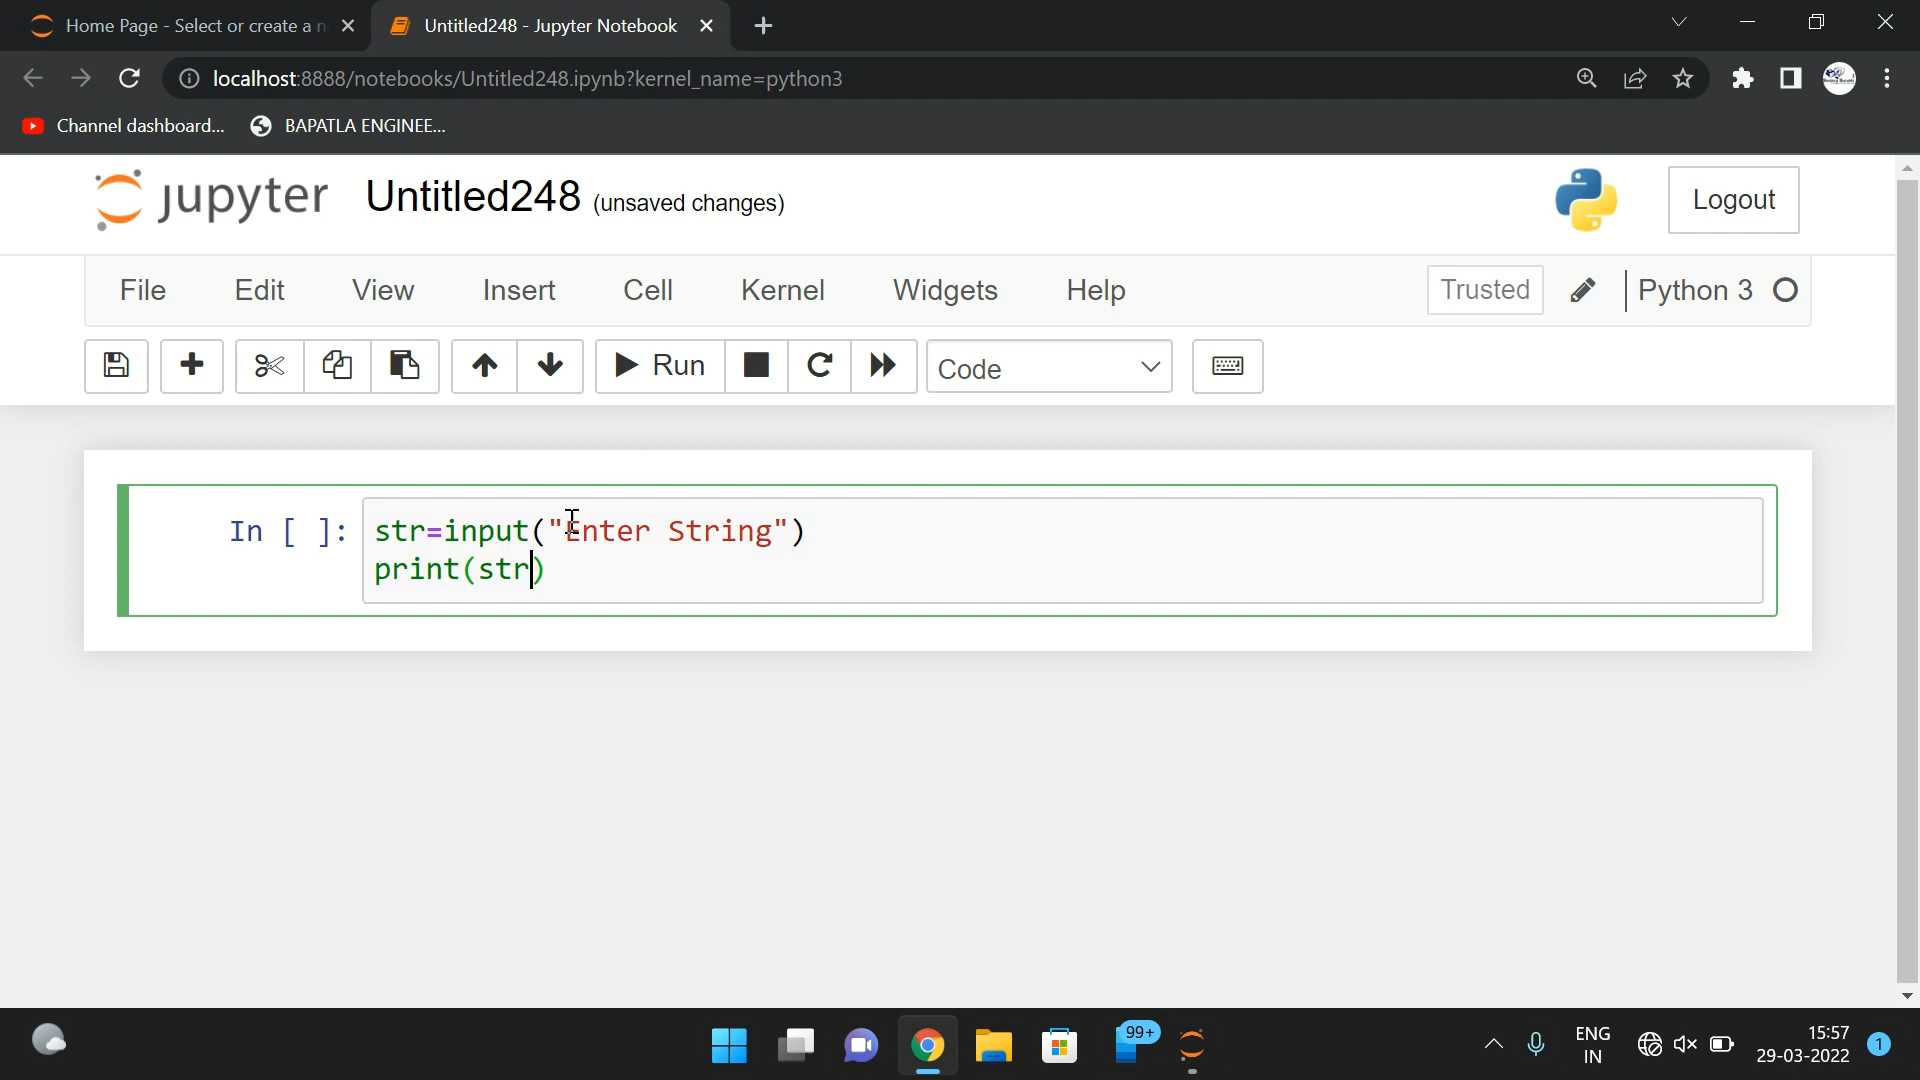 Home Page - Select or create a n
Untitled248 - Jupyter Notebook
localhost:8888/notebooks/Untitled248.ipynb?kernel_name=python3
Channel dashboard...
BAPATLA ENGINEE...
jupyter Untitled248 (unsaved changes)
Logout
File Edit View Insert Cell Kernel Widgets Help
Trusted
Python 3
Run
Code
In [ ]: str=input("Enter String")
print(str)
99+
ENG
IN
15:57
29-03-2022
1